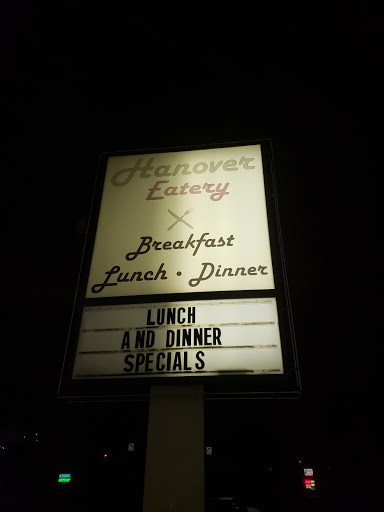 Hanover
Eatery
Breakfast
Lunch • Dinner
LUNCH
AND DINNER
SPECIALS